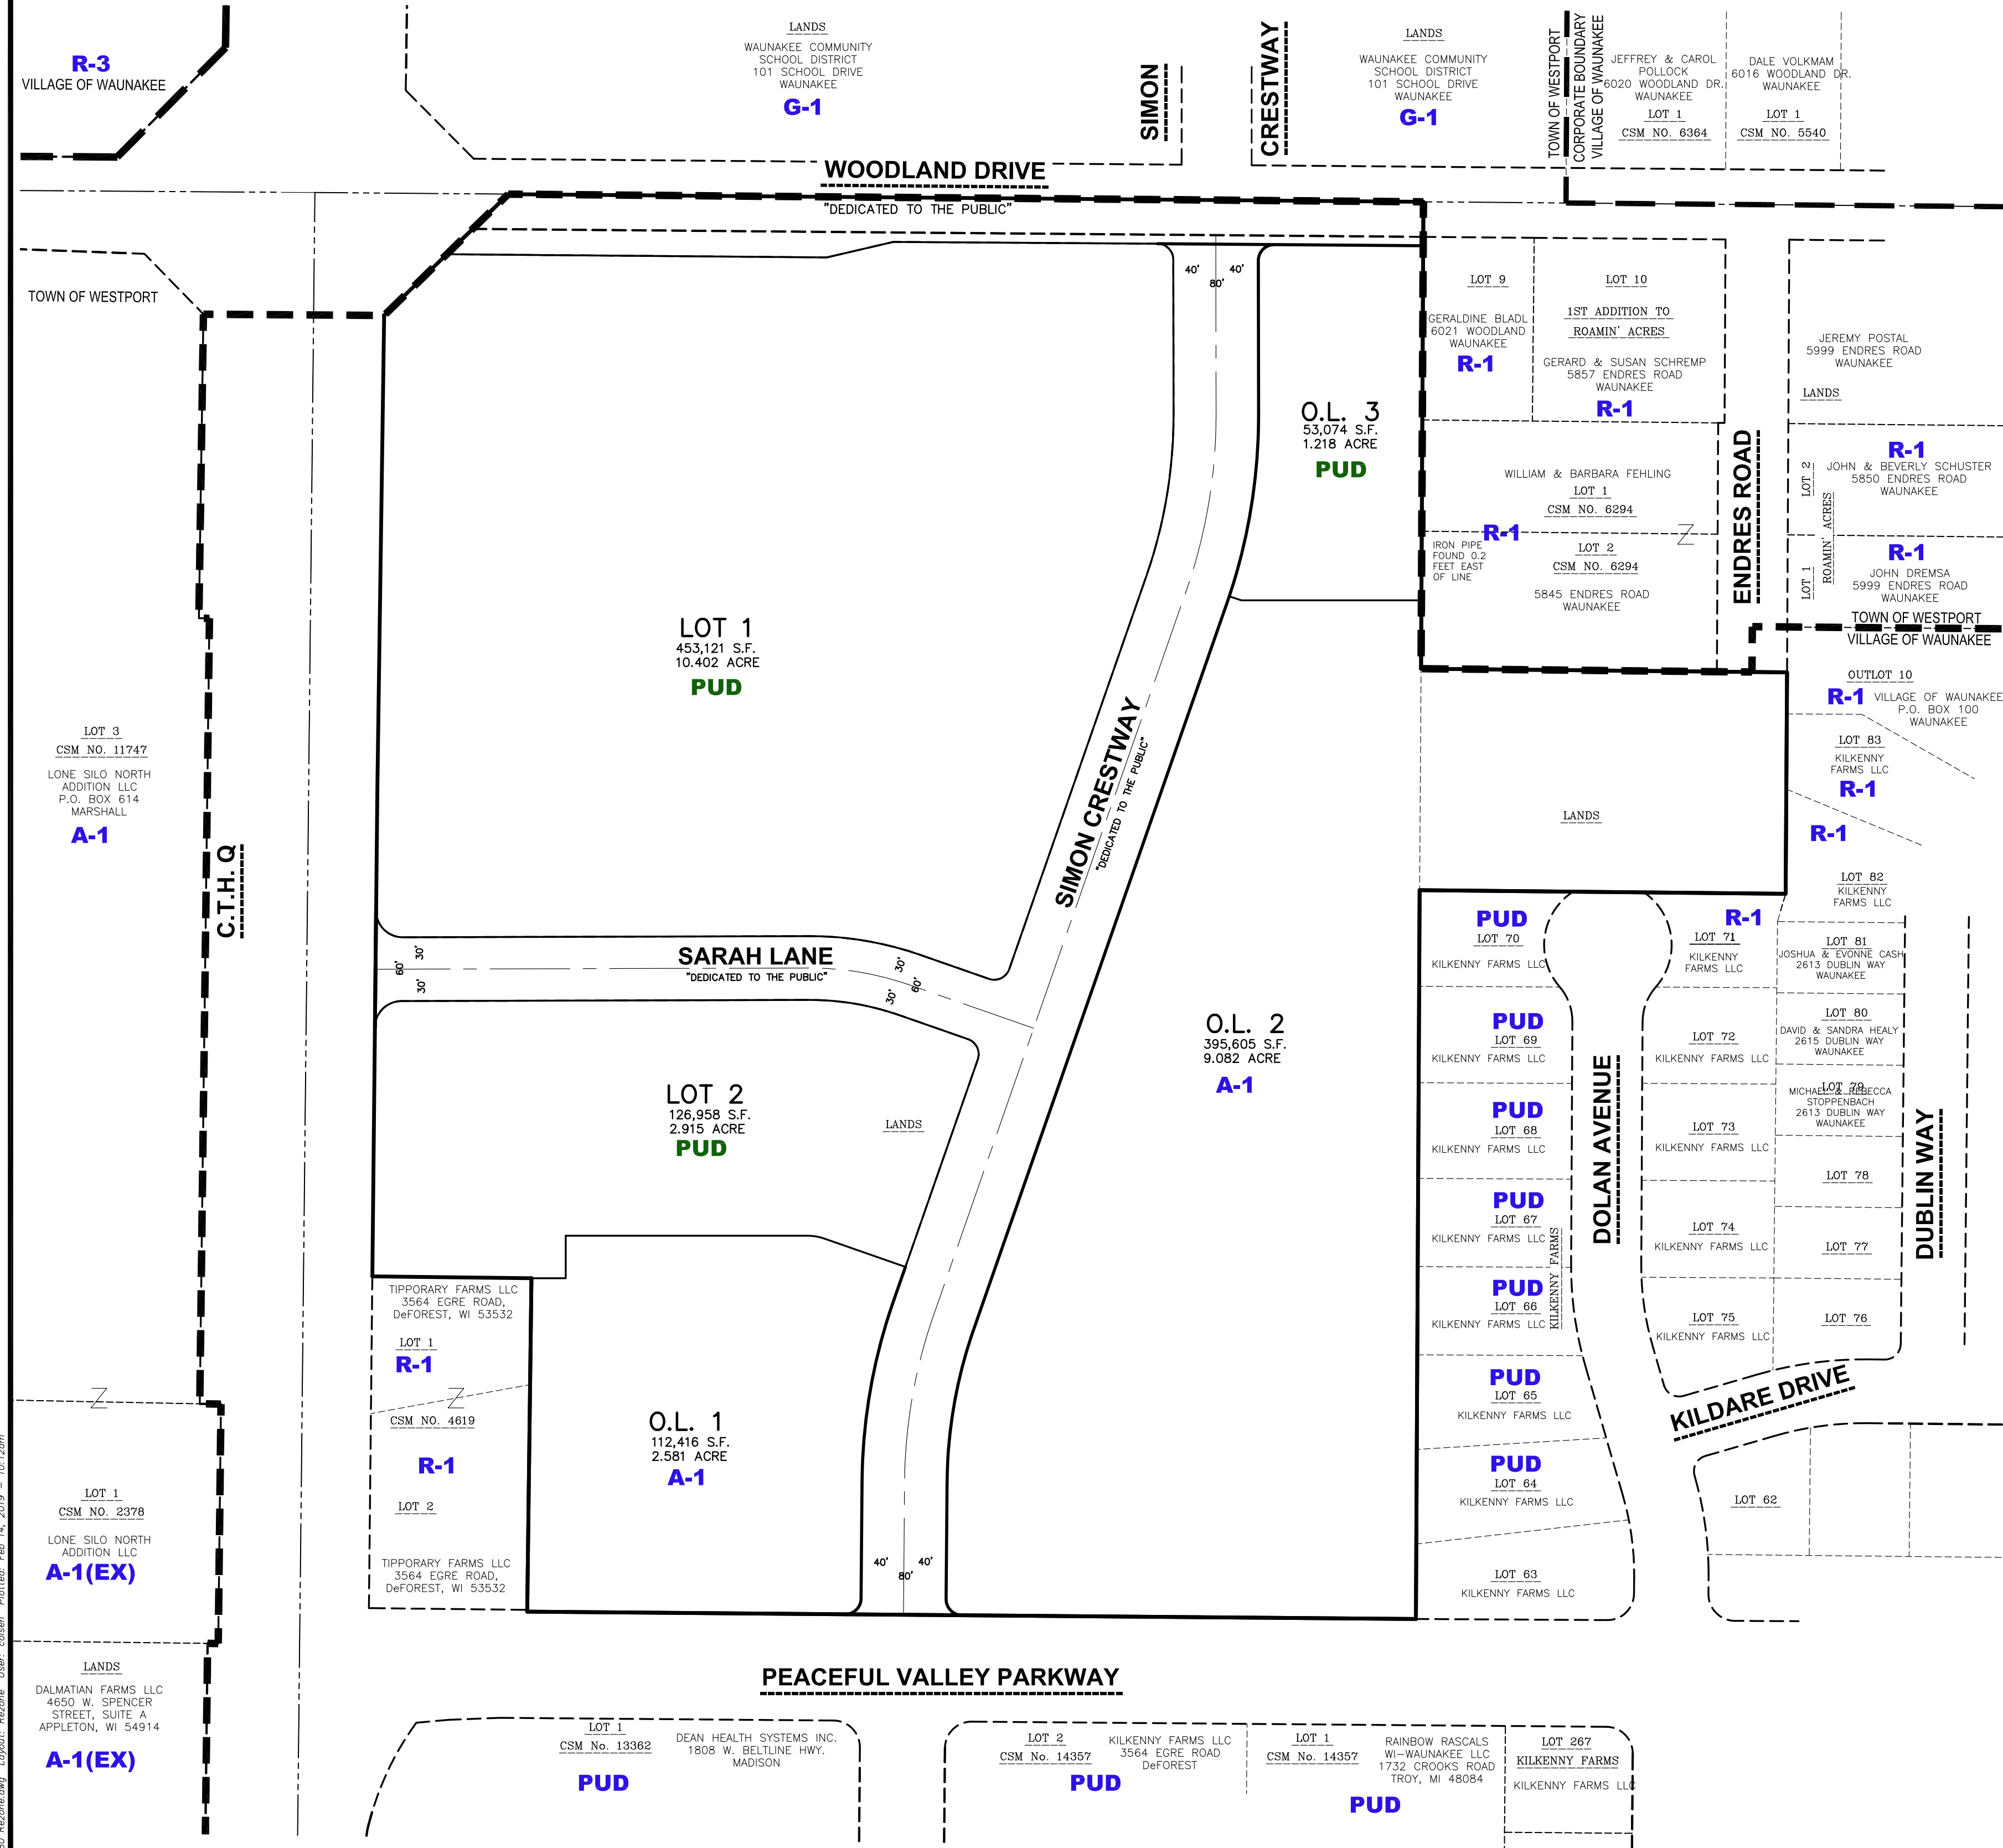 R-3
VILLAGE OF WAUNAKEE
LANDS
WAUNAKEE COMMUNITY
SCHOOL DISTRICT
101 SCHOOL DRIVE
WAUNAKEE
G-1
SIMON
CRESTWAY
LANDS
WAUNAKEE COMMUNITY
SCHOOL DISTRICT
101 SCHOOL DRIVE
WAUNAKEE
G-1
TOWN OF WESTPORT
CORPORATE BOUNDARY
VILLAGE OF WAUNAKEE
JEFFREY & CAROL
POLLOCK
6020 WOODLAND DR.
WAUNAKEE
LOT 1
CSM NO. 6364
DALE VOLKMAM
6016 WOODLAND DR.
WAUNAKEE
LOT 1
CSM NO. 5540
WOODLAND DRIVE
"DEDICATED TO THE PUBLIC"
TOWN OF WESTPORT
40' 40'
80'
LOT 9
GERALDINE BLADL
6021 WOODLAND
WAUNAKEE
R-1
LOT 10
1ST ADDITION TO
ROAMIN' ACRES
GERARD & SUSAN SCHREMP
5857 ENDRES ROAD
WAUNAKEE
R-1
JEREMY POSTAL
5999 ENDRES ROAD
WAUNAKEE
LANDS
O.L. 3
53,074 S.F.
1.218 ACRE
PUD
WILLIAM & BARBARA FEHLING
LOT 1
CSM NO. 6294
R-1
IRON PIPE
FOUND 0.2
FEET EAST
OF LINE
LOT 2
CSM NO. 6294
5845 ENDRES ROAD
WAUNAKEE
ENDRES ROAD
LOT 2
R-1
JOHN & BEVERLY SCHUSTER
5850 ENDRES ROAD
WAUNAKEE
ROAMIN' ACRES
LOT 1
R-1
JOHN DREMSA
5999 ENDRES ROAD
WAUNAKEE
TOWN OF WESTPORT
VILLAGE OF WAUNAKEE
LOT 1
453,121 S.F.
10.402 ACRE
PUD
OUTLOT 10
R-1
VILLAGE OF WAUNAKEE
P.O. BOX 100
WAUNAKEE
LOT 83
KILKENNY
FARMS LLC
R-1
R-1
LOT 3
CSM NO. 11747
LONE SILO NORTH
ADDITION LLC
P.O. BOX 614
MARSHALL
A-1
C.T.H. Q
SIMON CRESTWAY
"DEDICATED TO THE PUBLIC"
LANDS
LOT 82
KILKENNY
FARMS LLC
60'
30'
30'
SARAH LANE
"DEDICATED TO THE PUBLIC"
30'
60'
30'
PUD
LOT 70
KILKENNY FARMS LLC
R-1
LOT 71
KILKENNY
FARMS LLC
LOT 81
JOSHUA & EVONNE CASH
2613 DUBLIN WAY
WAUNAKEE
O.L. 2
395,605 S.F.
9.082 ACRE
A-1
PUD
LOT 69
KILKENNY FARMS LLC
LOT 72
KILKENNY FARMS LLC
LOT 80
DAVID & SANDRA HEALY
2615 DUBLIN WAY
WAUNAKEE
LOT 2
126,958 S.F.
2.915 ACRE
PUD
LANDS
PUD
LOT 68
KILKENNY FARMS LLC
DOLAN AVENUE
LOT 73
KILKENNY FARMS LLC
LOT 79
MICHAEL & REBECCA
STOPPENBACH
2613 DUBLIN WAY
WAUNAKEE
DUBLIN WAY
LOT 78
PUD
LOT 67
KILKENNY FARMS LLC
KILKENNY FARMS
LOT 74
KILKENNY FARMS LLC
LOT 77
TIPPORARY FARMS LLC
3564 EGRE ROAD,
DeFOREST, WI 53532
LOT 1
R-1
PUD
LOT 66
KILKENNY FARMS LLC
LOT 75
KILKENNY FARMS LLC
LOT 76
CSM NO. 4619
R-1
LOT 2
TIPPORARY FARMS LLC
3564 EGRE ROAD,
DeFOREST, WI 53532
O.L. 1
112,416 S.F.
2.581 ACRE
A-1
PUD
LOT 65
KILKENNY FARMS LLC
KILDARE DRIVE
PUD
LOT 64
KILKENNY FARMS LLC
LOT 62
LOT 1
CSM NO. 2378
LONE SILO NORTH
ADDITION LLC
A-1(EX)
40' 40'
80'
LOT 63
KILKENNY FARMS LLC
LANDS
DALMATIAN FARMS LLC
4650 W. SPENCER
STREET, SUITE A
APPLETON, WI 54914
A-1(EX)
PEACEFUL VALLEY PARKWAY
LOT 1
CSM No. 13362
DEAN HEALTH SYSTEMS INC.
1808 W. BELTLINE HWY.
MADISON
PUD
LOT 2
CSM No. 14357
KILKENNY FARMS LLC
3564 EGRE ROAD
DeFOREST
PUD
LOT 1
CSM No. 14357
RAINBOW RASCALS
WI-WAUNAKEE LLC
1732 CROOKS ROAD
TROY, MI 48084
PUD
LOT 267
KILKENNY FARMS
KILKENNY FARMS LLC
Rezone.dwg Layout: Rezone User: colsen Plotted: Feb 14, 2019 - 10:12am